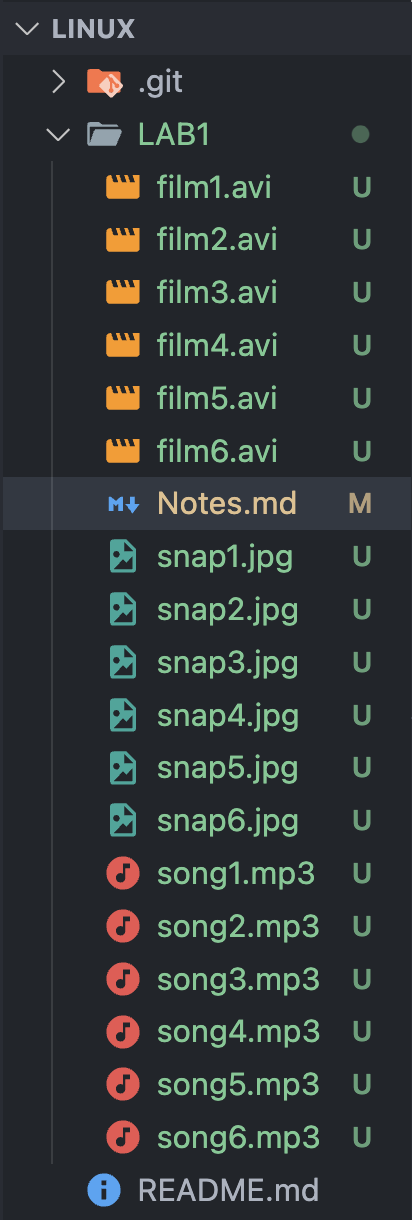 LINUX
.git
LAB1
film1.avi U
film2.avi U
film3.avi U
film4.avi U
film5.avi U
film6.avi U
Notes.md M
snap1.jpg U
snap2.jpg U
snap3.jpg U
snap4.jpg U
snap5.jpg U
snap6.jpg U
song1.mp3 U
song2.mp3 U
song3.mp3 U
song4.mp3 U
song5.mp3 U
song6.mp3 U
README.md